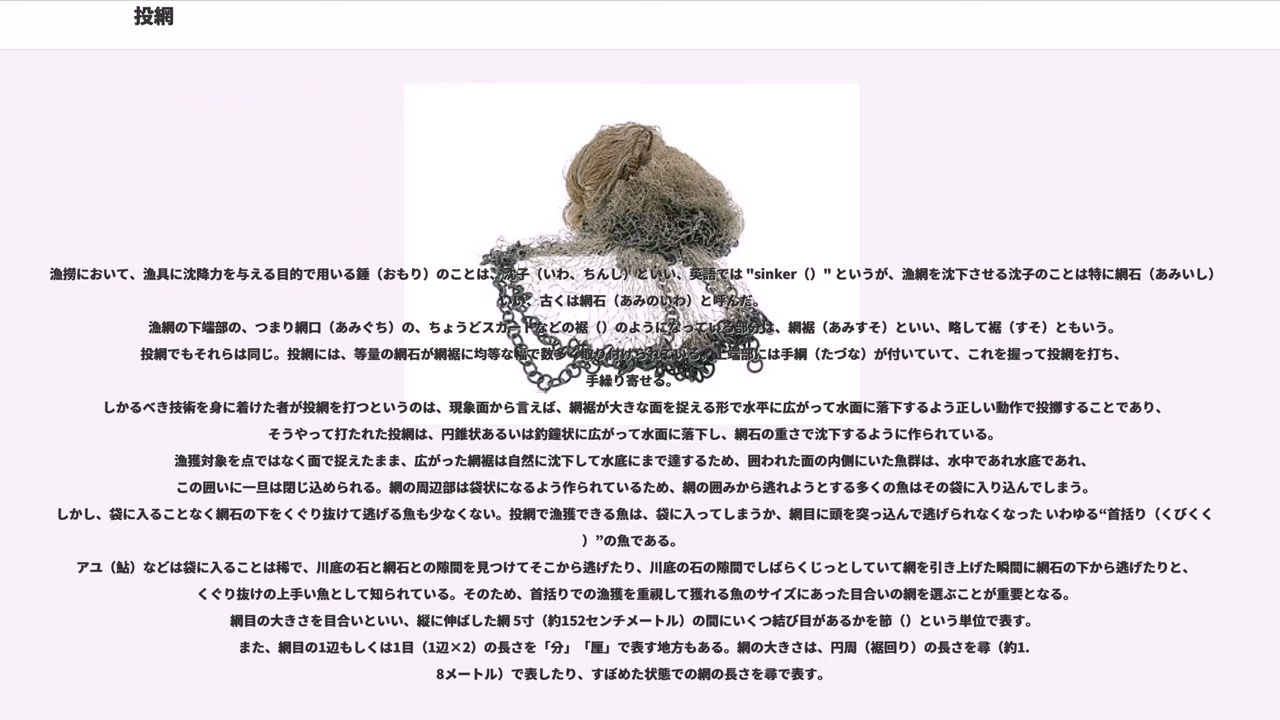 投網
漁撈において、漁具に沈降力を与える目的で用いる錘（おもり）のことは、沈子（いわ、ちんし）といい、英語では "sinker（）" というが、漁網を沈下させる沈子のことは特に網石（あみいし）
いい、古くは網石（あみのいわ）と呼んだ。
漁網の下端部の、つまり網口（あみぐち）の、ちょうどスカートなどの裾（）のようになっている部分は、網裾（あみすそ）といい、略して裾（すそ）ともいう。
投網でもそれらは同じ。投網には、等量の網石が網裾に均等な幅で数多く取り付けられている。上端部には手綱（たづな）が付いていて、これを握って投網を打ち、
手繰り寄せる。
しかるべき技術を身に着けた者が投網を打つというのは、現象面から言えば、網裾が大きな面を捉える形で水平に広がって水面に落下するよう正しい動作で投擲することであり、
そうやって打たれた投網は、円錐状あるいは釣鐘状に広がって水面に落下し、網石の重さで沈下するように作られている。
漁獲対象を点ではなく面で捉えたまま、広がった網裾は自然に沈下して水底にまで達するため、囲われた面の内側にいた魚群は、水中であれ水底であれ、
この囲いに一旦は閉じ込められる。網の周辺部は袋状になるよう作られているため、網の囲みから逃れようとする多くの魚はその袋に入り込んでしまう。
しかし、袋に入ることなく網石の下をくぐり抜けて逃げる魚も少なくない。投網で漁獲できる魚は、袋に入ってしまうか、網目に頭を突っ込んで逃げられなくなった いわゆる“首括り（くびくく
）”の魚である。
アユ（鮎）などは袋に入ることは稀で、川底の石と網石との隙間を見つけてそこから逃げたり、川底の石の隙間でしばらくじっとしていて網を引き上げた瞬間に網石の下から逃げたりと、
くぐり抜けの上手い魚として知られている。そのため、首括りでの漁獲を重視して獲れる魚のサイズにあった目合いの網を選ぶことが重要となる。
網目の大きさを目合いといい、縦に伸ばした網 5寸（約152センチメートル）の間にいくつ結び目があるかを節（）という単位で表す。
また、網目の1辺もしくは1目（1辺×2）の長さを「分」「厘」で表す地方もある。網の大きさは、円周（裾回り）の長さを尋（約1.
8メートル）で表したり、すぼめた状態での網の長さを尋で表す。